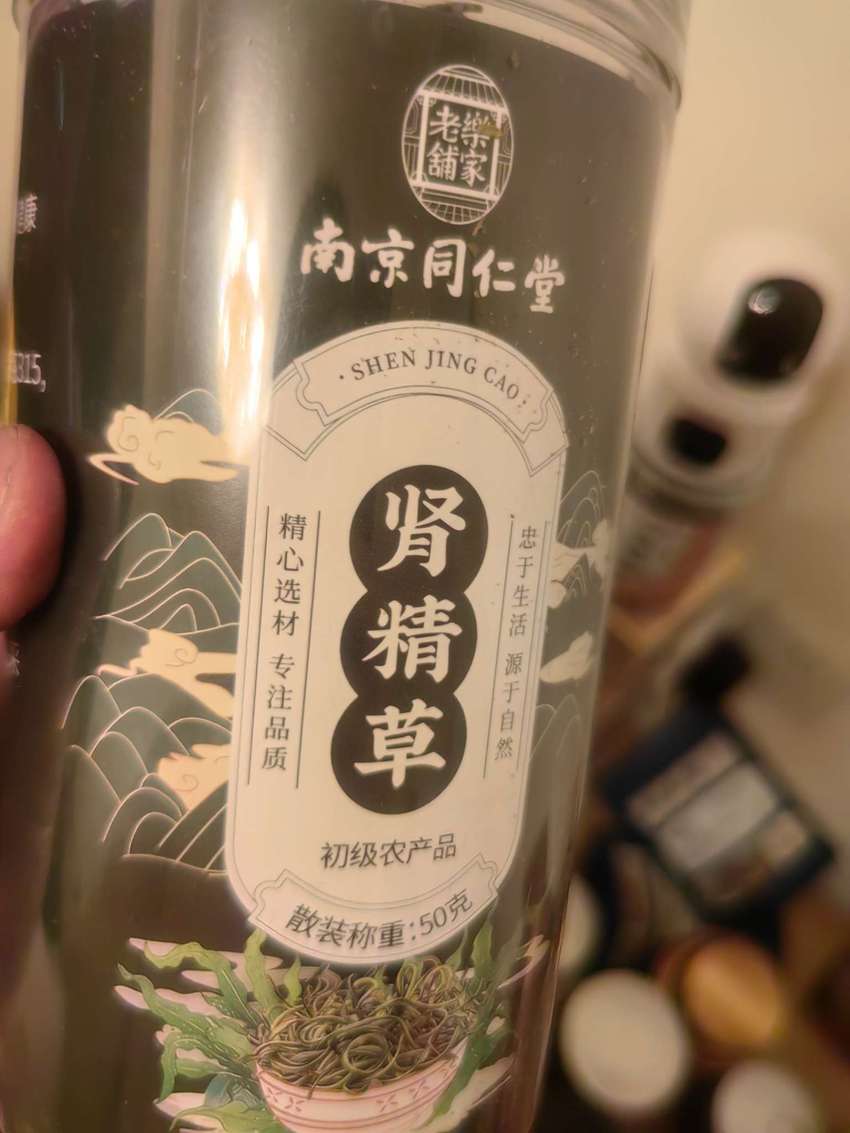 樂家老舖
南京同仁堂
·SHEN JING CAO·
肾精草
精心选材 专注品质
忠于生活 源于自然
初级农产品
散装称重:50克
康
315,